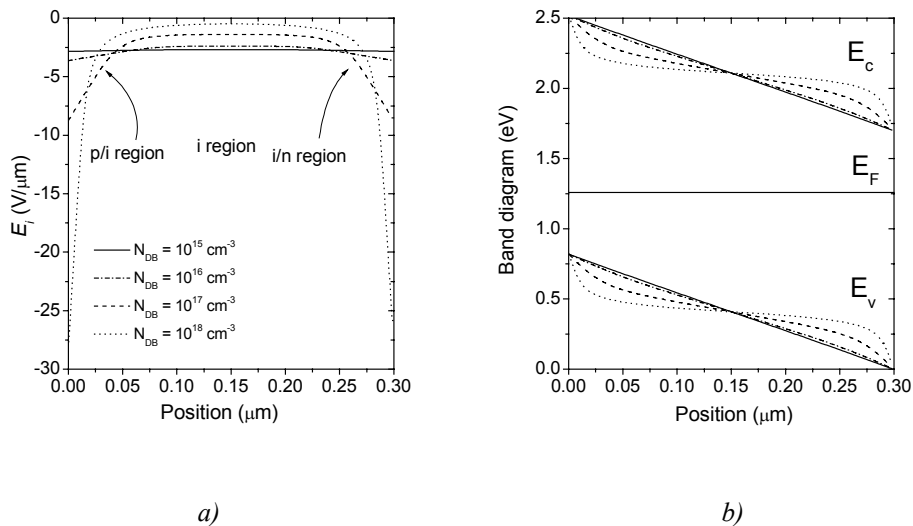 0
-5
-10
-15
-20
-25
-30
E_i (V/μm)
p/i region
i region
i/n region
N_DB = 10^15 cm^-3
N_DB = 10^16 cm^-3
N_DB = 10^17 cm^-3
N_DB = 10^18 cm^-3
0.00 0.05 0.10 0.15 0.20 0.25 0.30
Position (μm)
a)
2.5
2.0
1.5
1.0
0.5
0.0
Band diagram (eV)
E_c
E_F
E_v
0.00 0.05 0.10 0.15 0.20 0.25 0.30
Position (μm)
b)